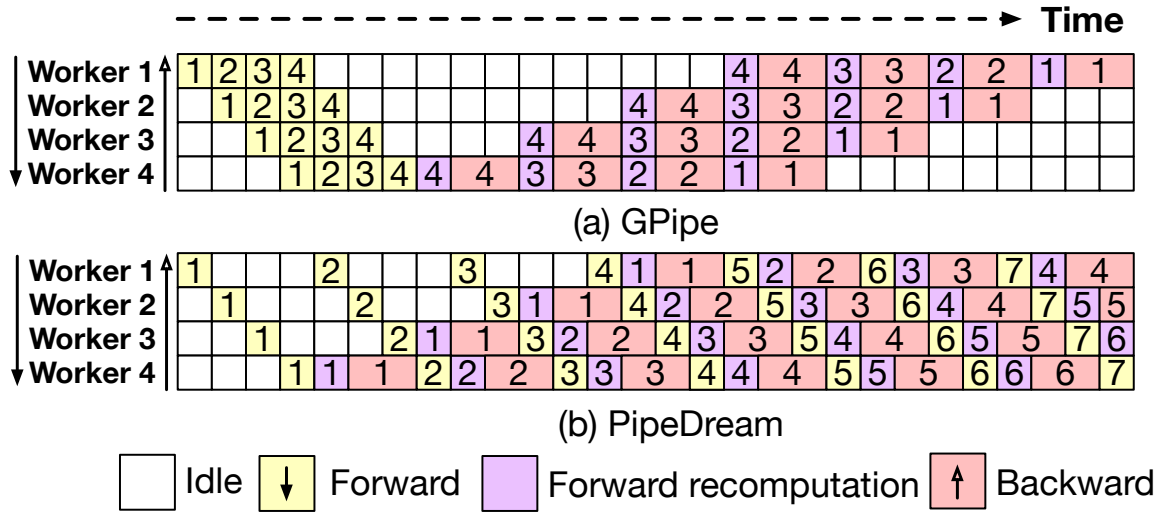 Time
Worker 1 1 2 3 4 4 4 3 3 2 2 1 1
Worker 2 1 2 3 4 4 4 3 3 2 2 1 1
Worker 3 1 2 3 4 4 4 3 3 2 2 1 1
Worker 4 1 2 3 4 4 4 3 3 2 2 1 1
(a) GPipe
Worker 1 1 2 3 4 1 1 5 2 2 6 3 3 7 4 4
Worker 2 1 2 3 1 1 4 2 2 5 3 3 6 4 4 7 5 5
Worker 3 1 2 1 1 3 2 2 4 3 3 5 4 4 6 5 5 7 6
Worker 4 1 1 1 2 2 2 3 3 3 4 4 4 5 5 5 6 6 6 7
(b) PipeDream
Idle Forward Forward recomputation Backward